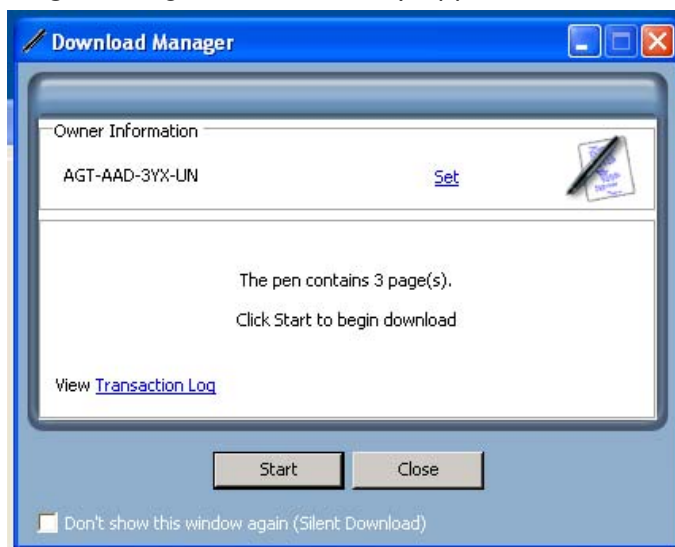 Download Manager
Owner Information
AGT-AAD-3YX-UN Set
The pen contains 3 page(s).
Click Start to begin download
View Transaction Log
Start Close
Don't show this window again (Silent Download)